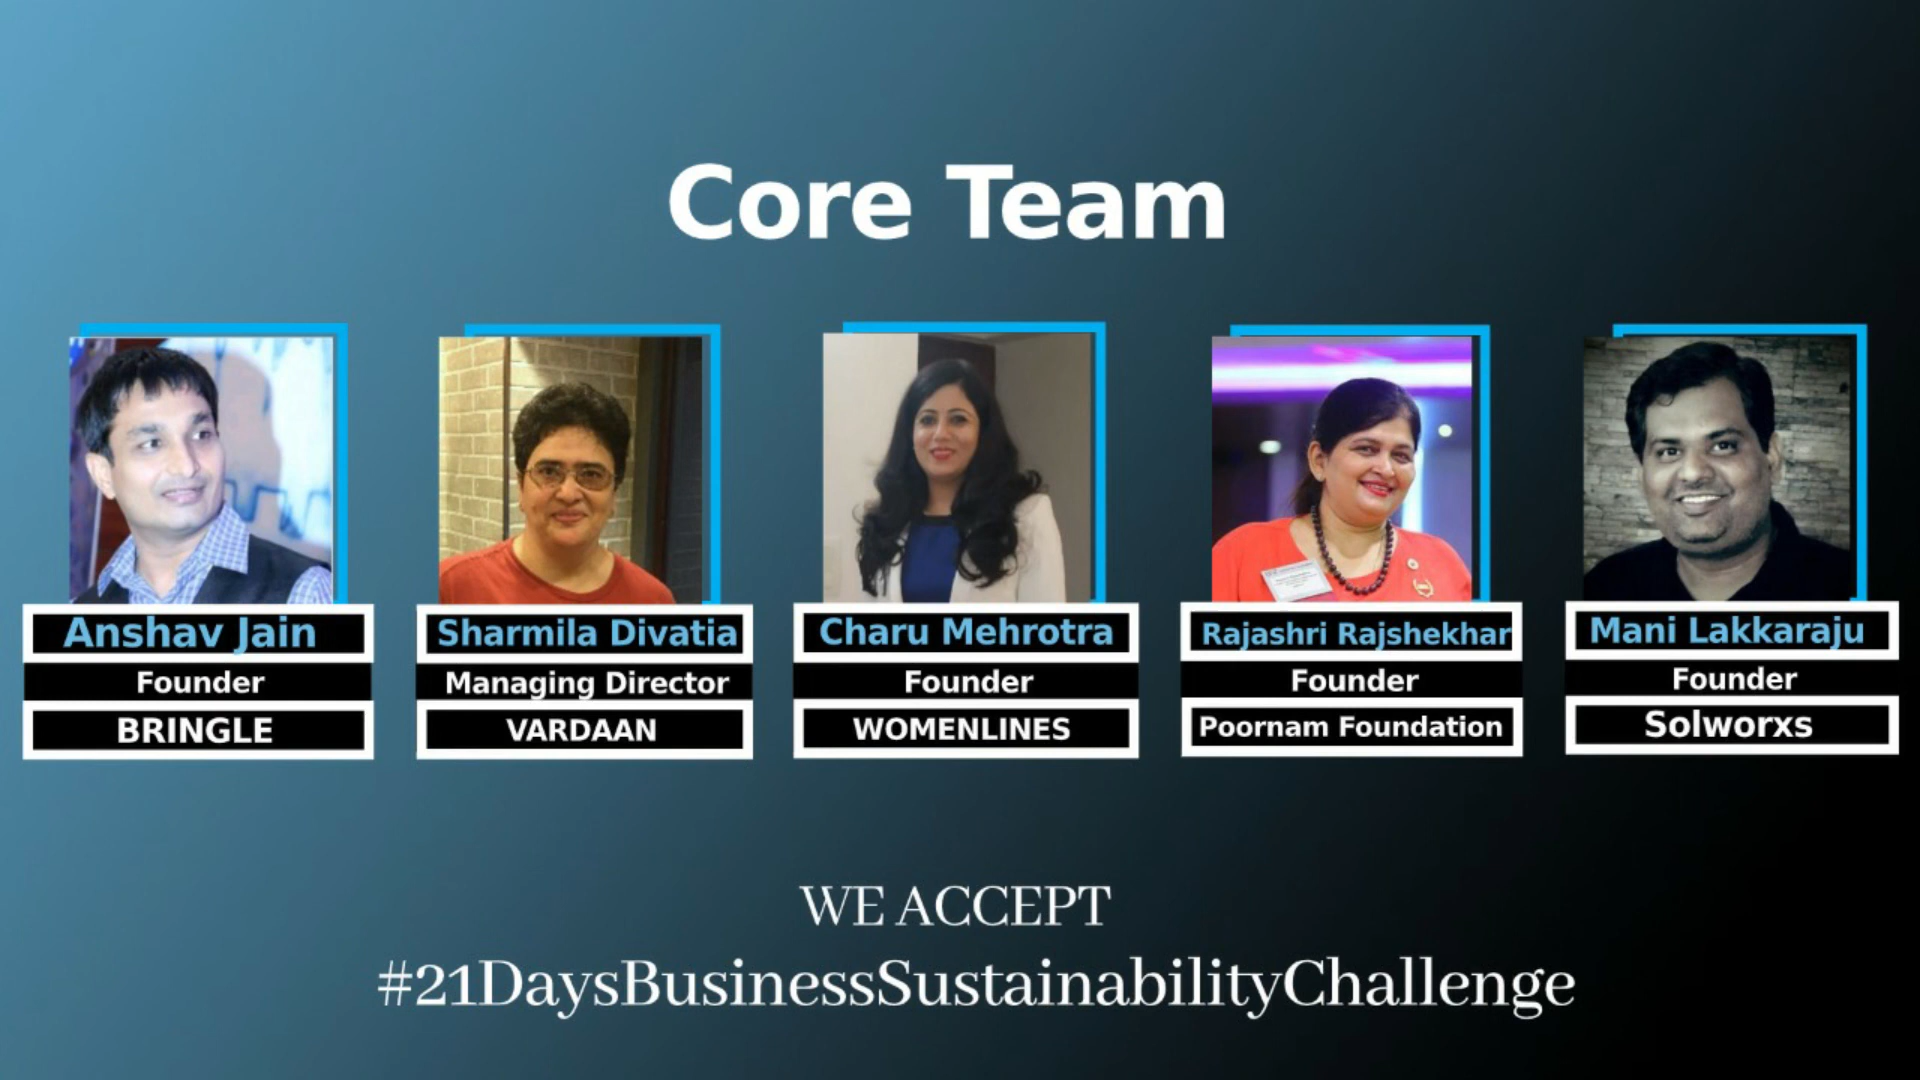 Core Team
Anshav Jain
Founder
BRINGLE
Sharmila Divatia
Managing Director
VARDAAN
Charu Mehrotra
Founder
WOMENLINES
Rajashri Rajshekhar
Founder
Poornam Foundation
Mani Lakkaraju
Founder
Solworxs
WE ACCEPT
#21DaysBusinessSustainabilityChallenge